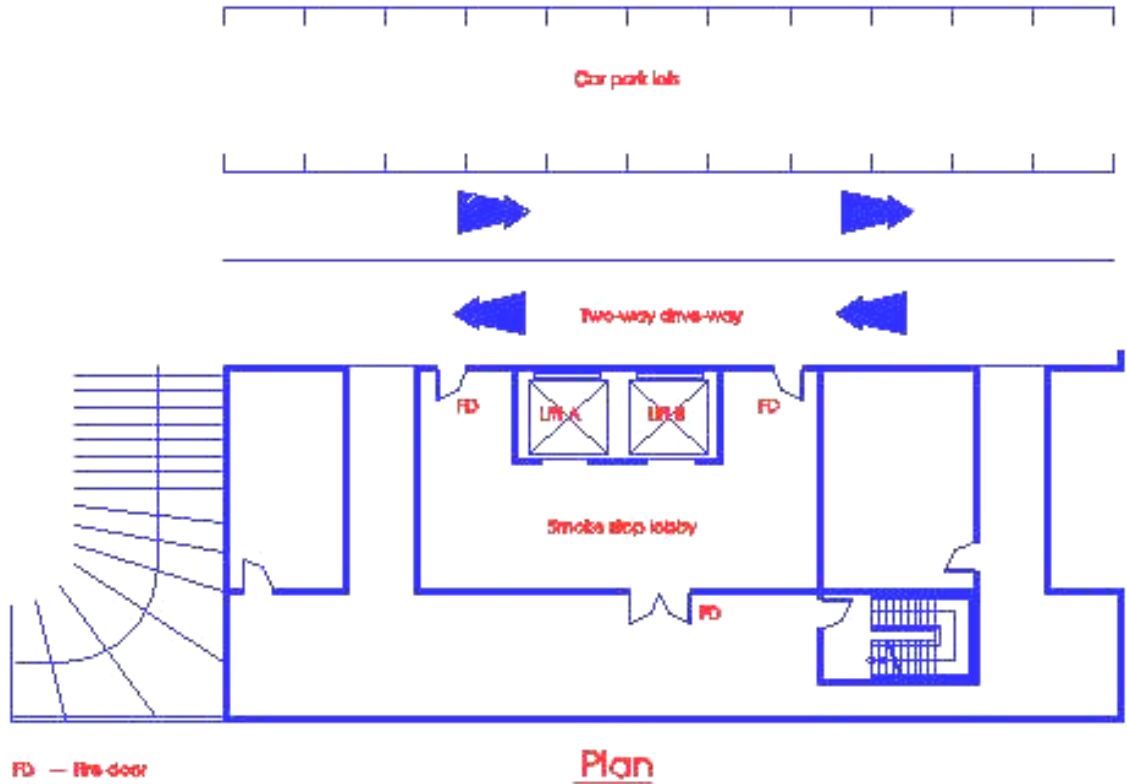 Car park lots
Two-way drive-way
FD
Lift A
Lift B
FD
Smoke stop lobby
FD
FD — Fire door
Plan